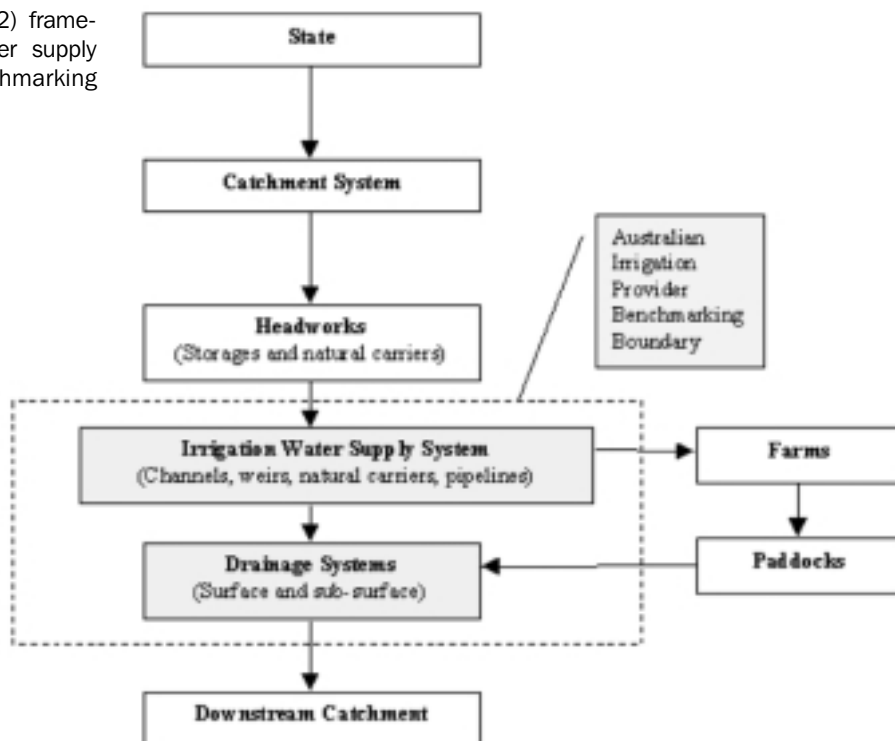 2) frame-
er supply
hmarking
State
Catchment System
Headworks
(Storages and natural carriers)
Australian
Irrigation
Provider
Benchmarking
Boundary
Irrigation Water Supply System
(Channels, weirs, natural carriers, pipelines)
Farms
Drainage Systems
(Surface and sub-surface)
Paddocks
Downstream Catchment